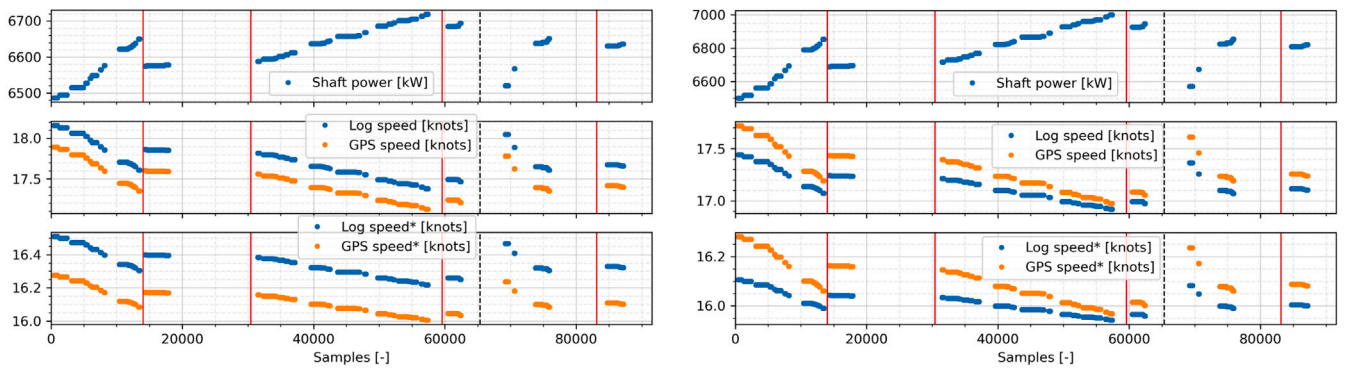 6700
6600
6500
Shaft power [kW]
18.0
17.5
Log speed [knots]
GPS speed [knots]
16.4
16.2
16.0
Log speed* [knots]
GPS speed* [knots]
0 20000 40000 60000 80000
Samples [-]
7000
6800
6600
Shaft power [kW]
17.5
17.0
Log speed [knots]
GPS speed [knots]
16.2
16.0
Log speed* [knots]
GPS speed* [knots]
0 20000 40000 60000 80000
Samples [-]